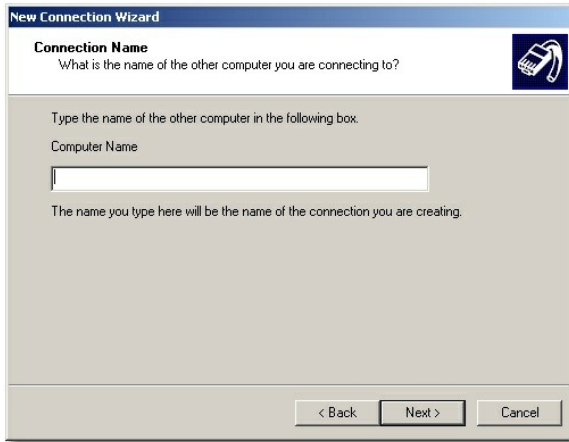 New Connection Wizard
Connection Name
What is the name of the other computer you are connecting to?
Type the name of the other computer in the following box.
Computer Name
The name you type here will be the name of the connection you are creating.
< Back Next > Cancel